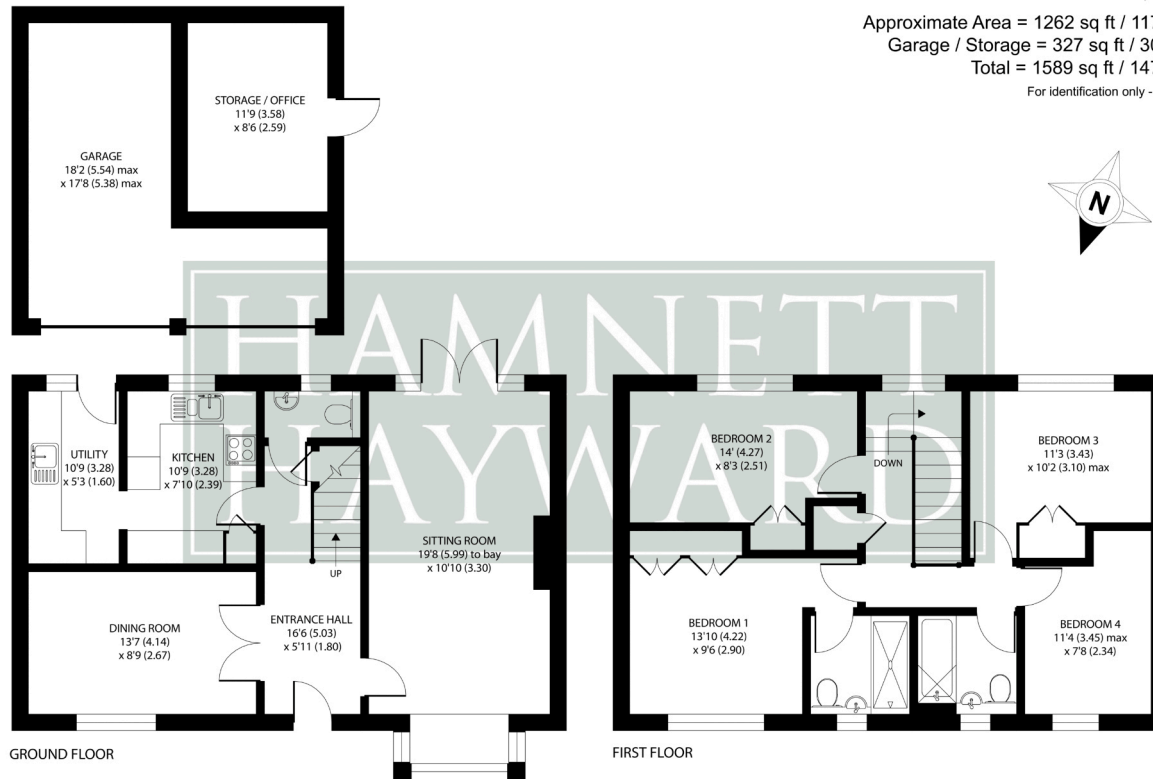 Approximate Area = 1262 sq ft / 117
Garage / Storage = 327 sq ft / 30
Total = 1589 sq ft / 147
For identification only -
STORAGE / OFFICE
11'9 (3.58)
x 8'6 (2.59)
GARAGE
18'2 (5.54) max
x 17'8 (5.38) max
N
HAMNETT
HAYWARD
UTILITY
10'9 (3.28)
x 5'3 (1.60)
KITCHEN
10'9 (3.28)
x 7'10 (2.39)
SITTING ROOM
19'8 (5.99) to bay
x 10'10 (3.30)
UP
DINING ROOM
13'7 (4.14)
x 8'9 (2.67)
ENTRANCE HALL
16'6 (5.03)
x 5'11 (1.80)
GROUND FLOOR
BEDROOM 2
14' (4.27)
x 8'3 (2.51)
DOWN
BEDROOM 3
11'3 (3.43)
x 10'2 (3.10) max
BEDROOM 1
13'10 (4.22)
x 9'6 (2.90)
BEDROOM 4
11'4 (3.45) max
x 7'8 (2.34)
FIRST FLOOR